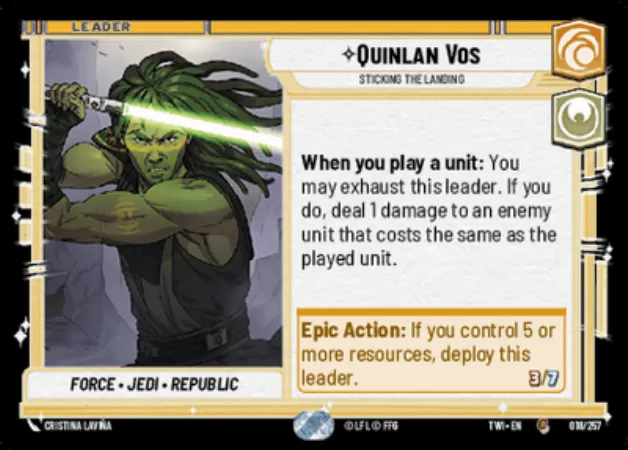 LEADER
QUINLAN VOS
STICKING THE LANDING
When you play a unit: You
may exhaust this leader. If you
do, deal 1 damage to an enemy
unit that costs the same as the
played unit.
Epic Action: If you control 5 or
more resources, deploy this
leader.
3/7
FORCE • JEDI • REPUBLIC
CRISTINA LAVIÑA
©LFL © FFG
TWI • EN
C
018/257